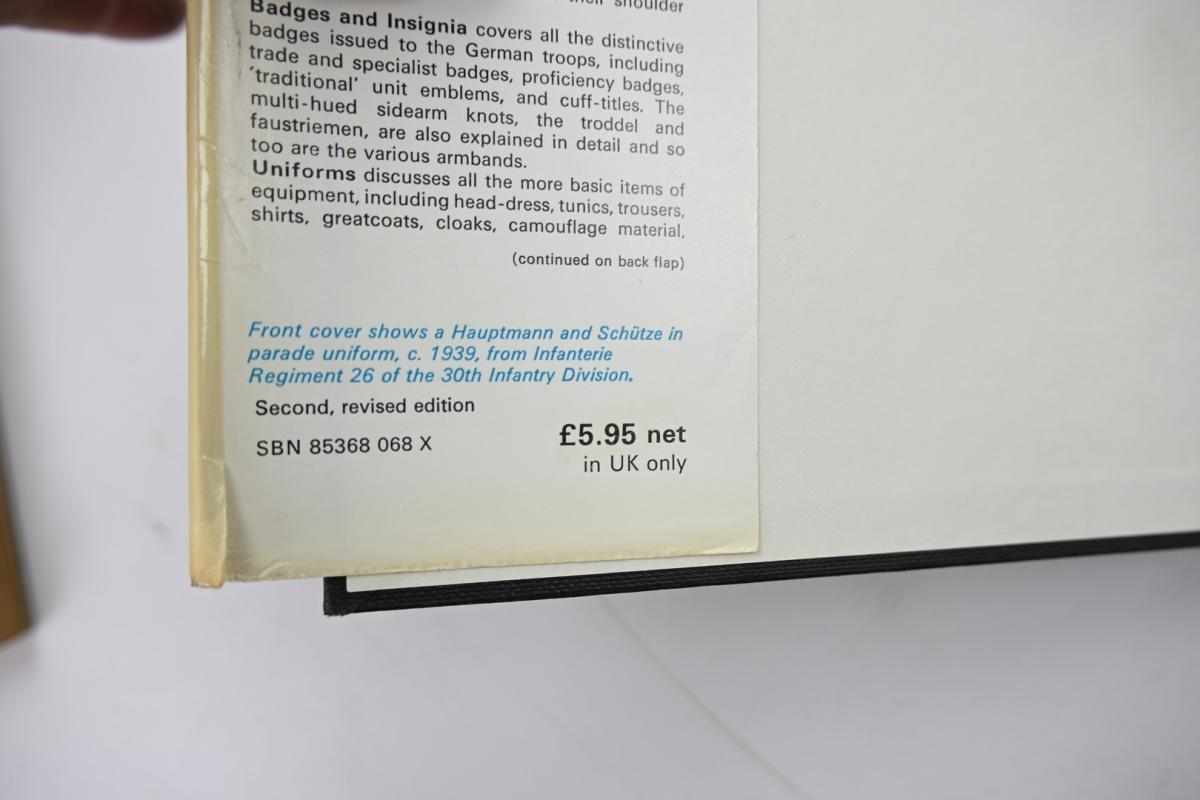 their shoulder
Badges and Insignia covers all the distinctive
badges issued to the German troops, including
trade and specialist badges, proficiency badges,
'traditional' unit emblems, and cuff-titles. The
multi-hued sidearm knots, the troddel and
faustriemen, are also explained in detail and so
too are the various armbands.
Uniforms discusses all the more basic items of
equipment, including head-dress, tunics, trousers,
shirts, greatcoats, cloaks, camouflage material,
(continued on back flap)
Front cover shows a Hauptmann and Schütze in
parade uniform, c. 1939, from Infanterie
Regiment 26 of the 30th Infantry Division.
Second, revised edition
SBN 85368 068 X
£5.95 net
in UK only